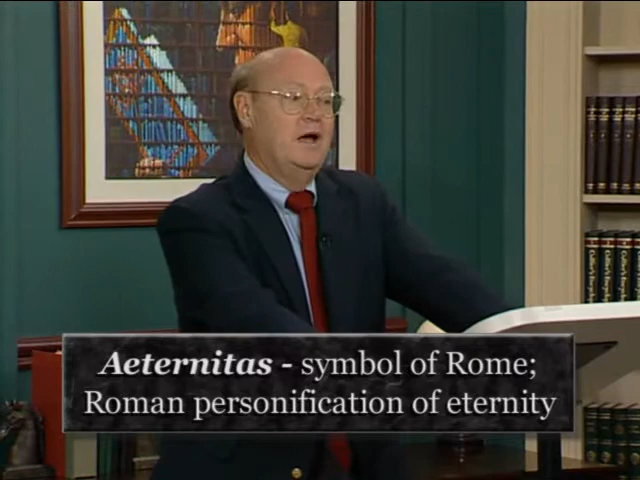 Aeternitas - symbol of Rome;
Roman personification of eternity